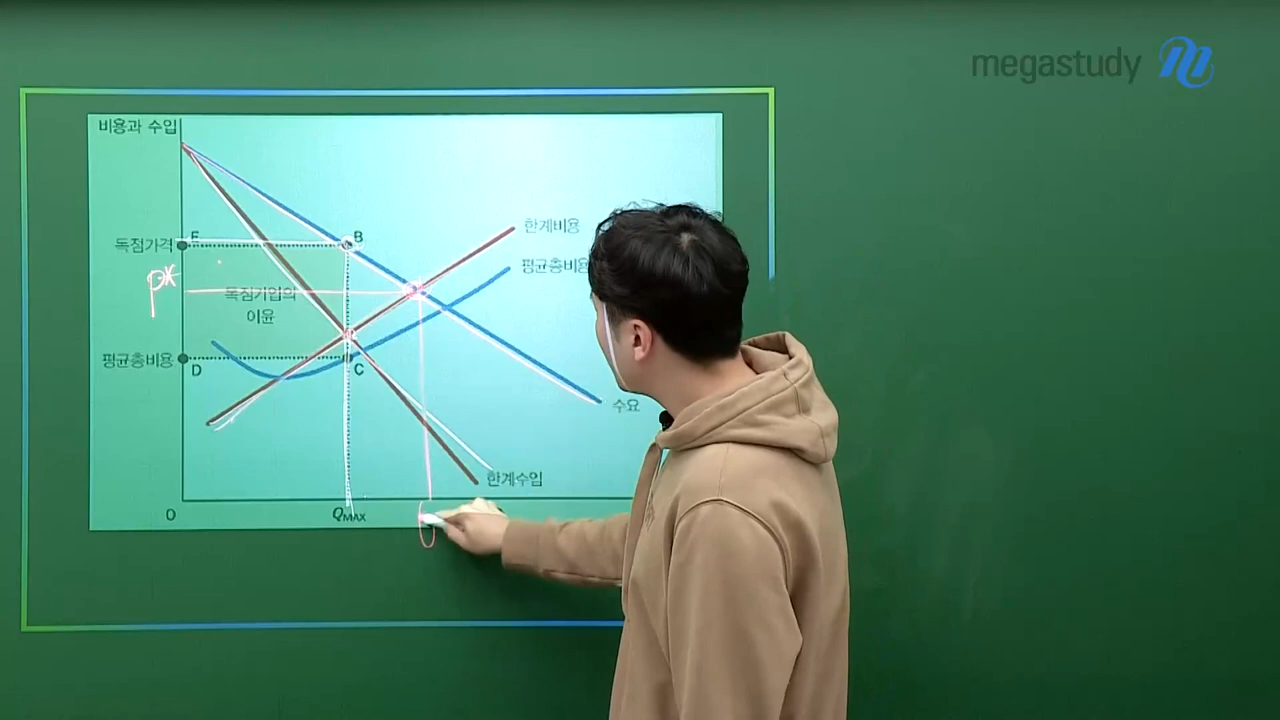 megastudy
비용과 수입
한계비용
독점가격
E
B
평균총비용
P*
독점기업의
이윤
평균총비용
D
C
수요
한계수입
0
QMAX